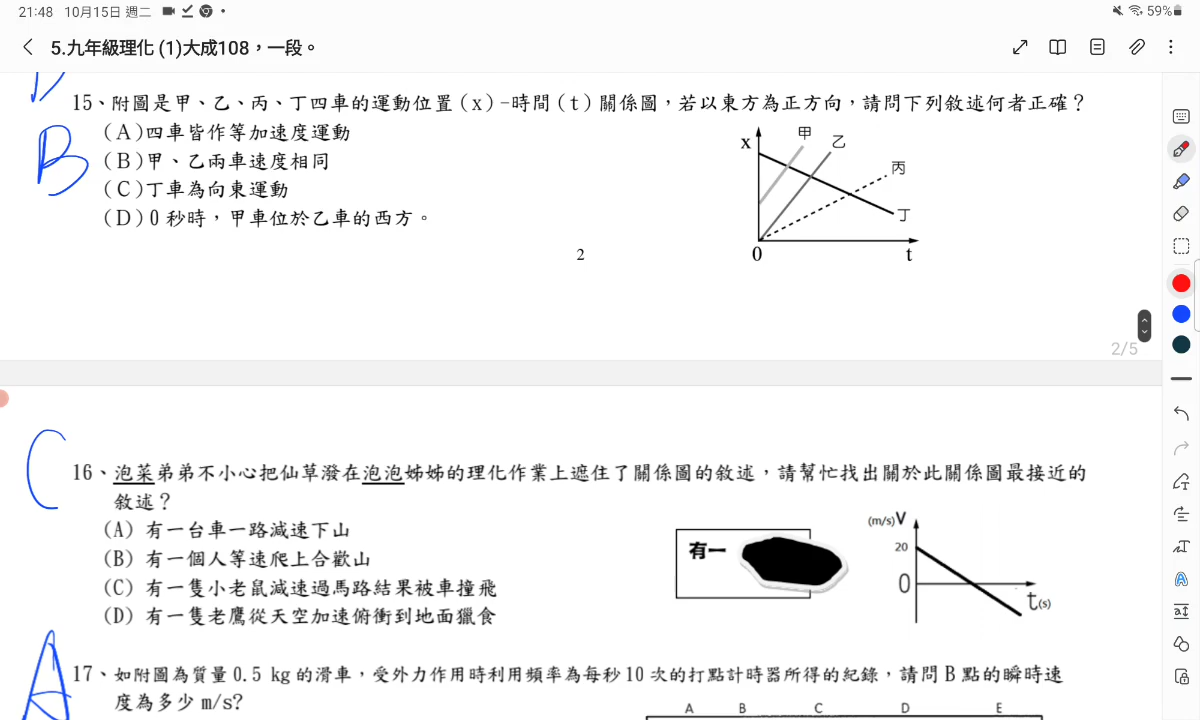 21:48 10月15日 週二 59%
5.九年級理化 (1)大成108，一段。
D
15、附圖是甲、乙、丙、丁四車的運動位置(x)-時間(t)關係圖，若以東方為正方向，請問下列敘述何者正確？
B
(A)四車皆作等加速度運動
(B)甲、乙兩車速度相同
(C)丁車為向東運動
(D)0 秒時，甲車位於乙車的西方。
x 甲 乙
丙
丁
0 t
2
2/5
C
16、泡菜弟弟不小心把仙草潑在泡泡姊姊的理化作業上遮住了關係圖的敘述，請幫忙找出關於此關係圖最接近的
敘述？
(A) 有一台車一路減速下山
(B) 有一個人等速爬上合歡山
(C) 有一隻小老鼠減速過馬路結果被車撞飛
(D) 有一隻老鷹從天空加速俯衝到地面獵食
有一
(m/s)V
20
0
t(s)
A
17、如附圖為質量 0.5 kg 的滑車，受外力作用時利用頻率為每秒 10 次的打點計時器所得的紀錄，請問 B 點的瞬時速
度為多少 m/s?
A B C D E